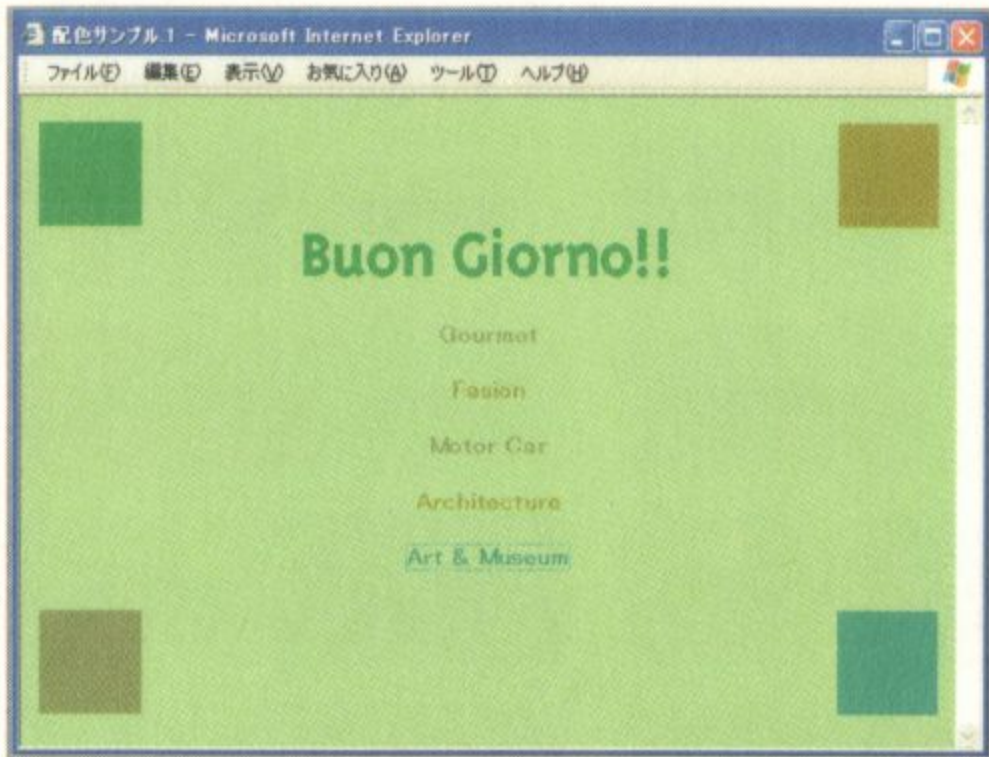 配色サンプル 1 - Microsoft Internet Explorer
ファイル(F) 編集(E) 表示(V) お気に入り(A) ツール(T) ヘルプ(H)
Buon Giorno!!
Gourmet
Fasion
Motor Car
Architecture
Art & Museum